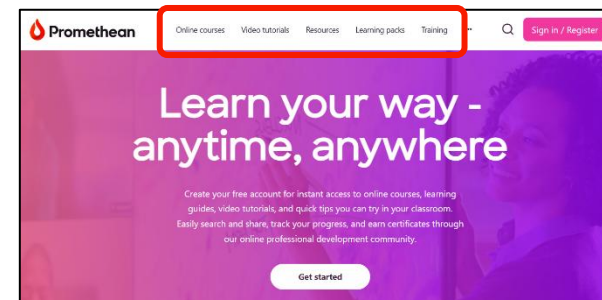 Promethean
Online courses Video tutorials Resources Learning packs Training ...
Sign in / Register
Learn your way -
anytime, anywhere
Create your free account for instant access to online courses, learning
guides, video tutorials, and quick tips you can try in your classroom.
Easily search and share, track your progress, and earn certificates through
our online professional development community.
Get started